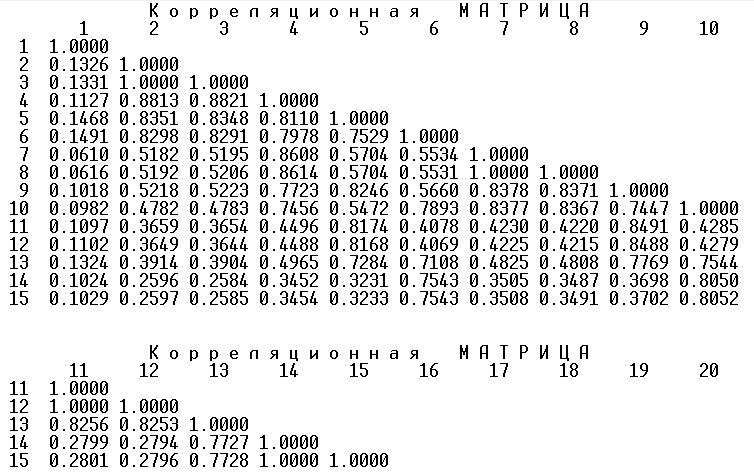 К о р р е л я ц и о н н а я М А Т Р И Ц А
1 2 3 4 5 6 7 8 9 10
1 1.0000
2 0.1326 1.0000
3 0.1331 1.0000 1.0000
4 0.1127 0.8813 0.8821 1.0000
5 0.1468 0.8351 0.8348 0.8110 1.0000
6 0.1491 0.8298 0.8291 0.7978 0.7529 1.0000
7 0.0610 0.5182 0.5195 0.8608 0.5704 0.5534 1.0000
8 0.0616 0.5192 0.5206 0.8614 0.5704 0.5531 1.0000 1.0000
9 0.1018 0.5218 0.5223 0.7723 0.8246 0.5660 0.8378 0.8371 1.0000
10 0.0982 0.4782 0.4783 0.7456 0.5472 0.7893 0.8377 0.8367 0.7447 1.0000
11 0.1097 0.3659 0.3654 0.4496 0.8174 0.4078 0.4230 0.4220 0.8491 0.4285
12 0.1102 0.3649 0.3644 0.4488 0.8168 0.4069 0.4225 0.4215 0.8488 0.4279
13 0.1324 0.3914 0.3904 0.4965 0.7284 0.7108 0.4825 0.4808 0.7769 0.7544
14 0.1024 0.2596 0.2584 0.3452 0.3231 0.7543 0.3505 0.3487 0.3698 0.8050
15 0.1029 0.2597 0.2585 0.3454 0.3233 0.7543 0.3508 0.3491 0.3702 0.8052
К о р р е л я ц и о н н а я М А Т Р И Ц А
11 12 13 14 15 16 17 18 19 20
11 1.0000
12 1.0000 1.0000
13 0.8256 0.8253 1.0000
14 0.2799 0.2794 0.7727 1.0000
15 0.2801 0.2796 0.7728 1.0000 1.0000